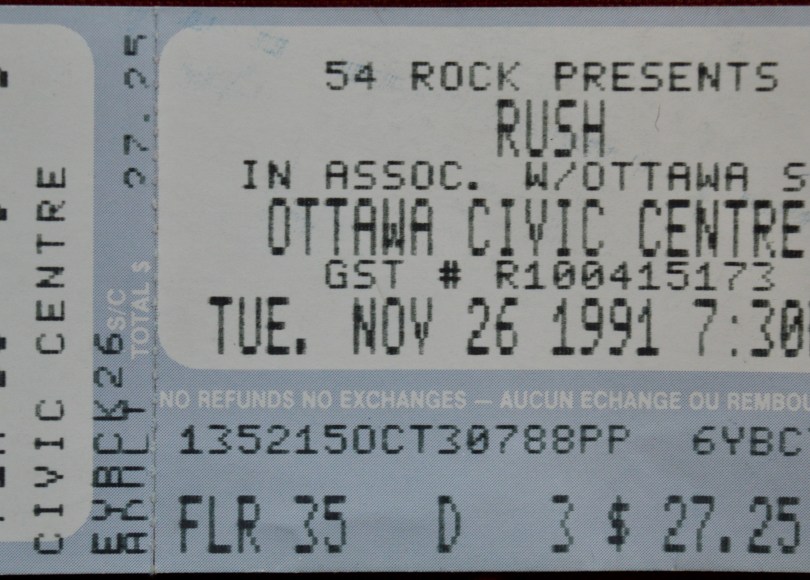 54 ROCK PRESENTS
RUSH
IN ASSOC. W/OTTAWA S
OTTAWA CIVIC CENTRE
GST # R100415173
TUE. NOV 26 1991 7:30
NO REFUNDS NO EXCHANGES — AUCUN ECHANGE OU REMBOU
135215OCT30788PP 6YBC
FLR 35 D 3 $ 27.25
CIVIC CENTRE
S/C
TOTAL $
27.25